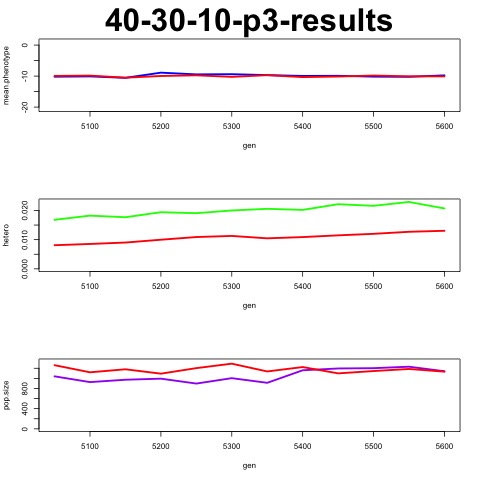 40-30-10-p3-results
mean.phenotype
0
-10
-20
5100 5200 5300 5400 5500 5600
gen
hetero
0.020
0.010
0.000
5100 5200 5300 5400 5500 5600
gen
pop.size
800
400
0
5100 5200 5300 5400 5500 5600
gen